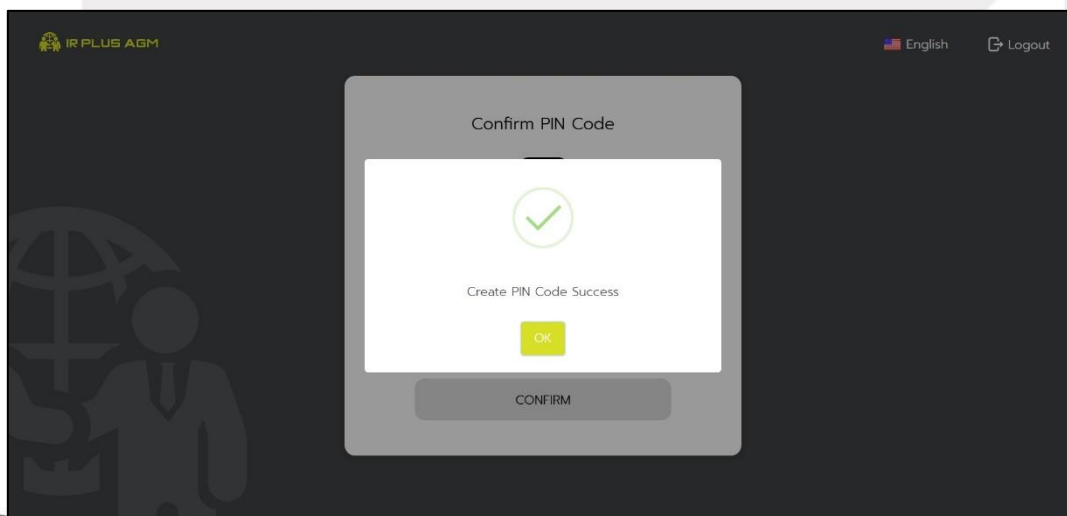 IR PLUS AGM
English
Logout
Confirm PIN Code
Create PIN Code Success
OK
CONFIRM